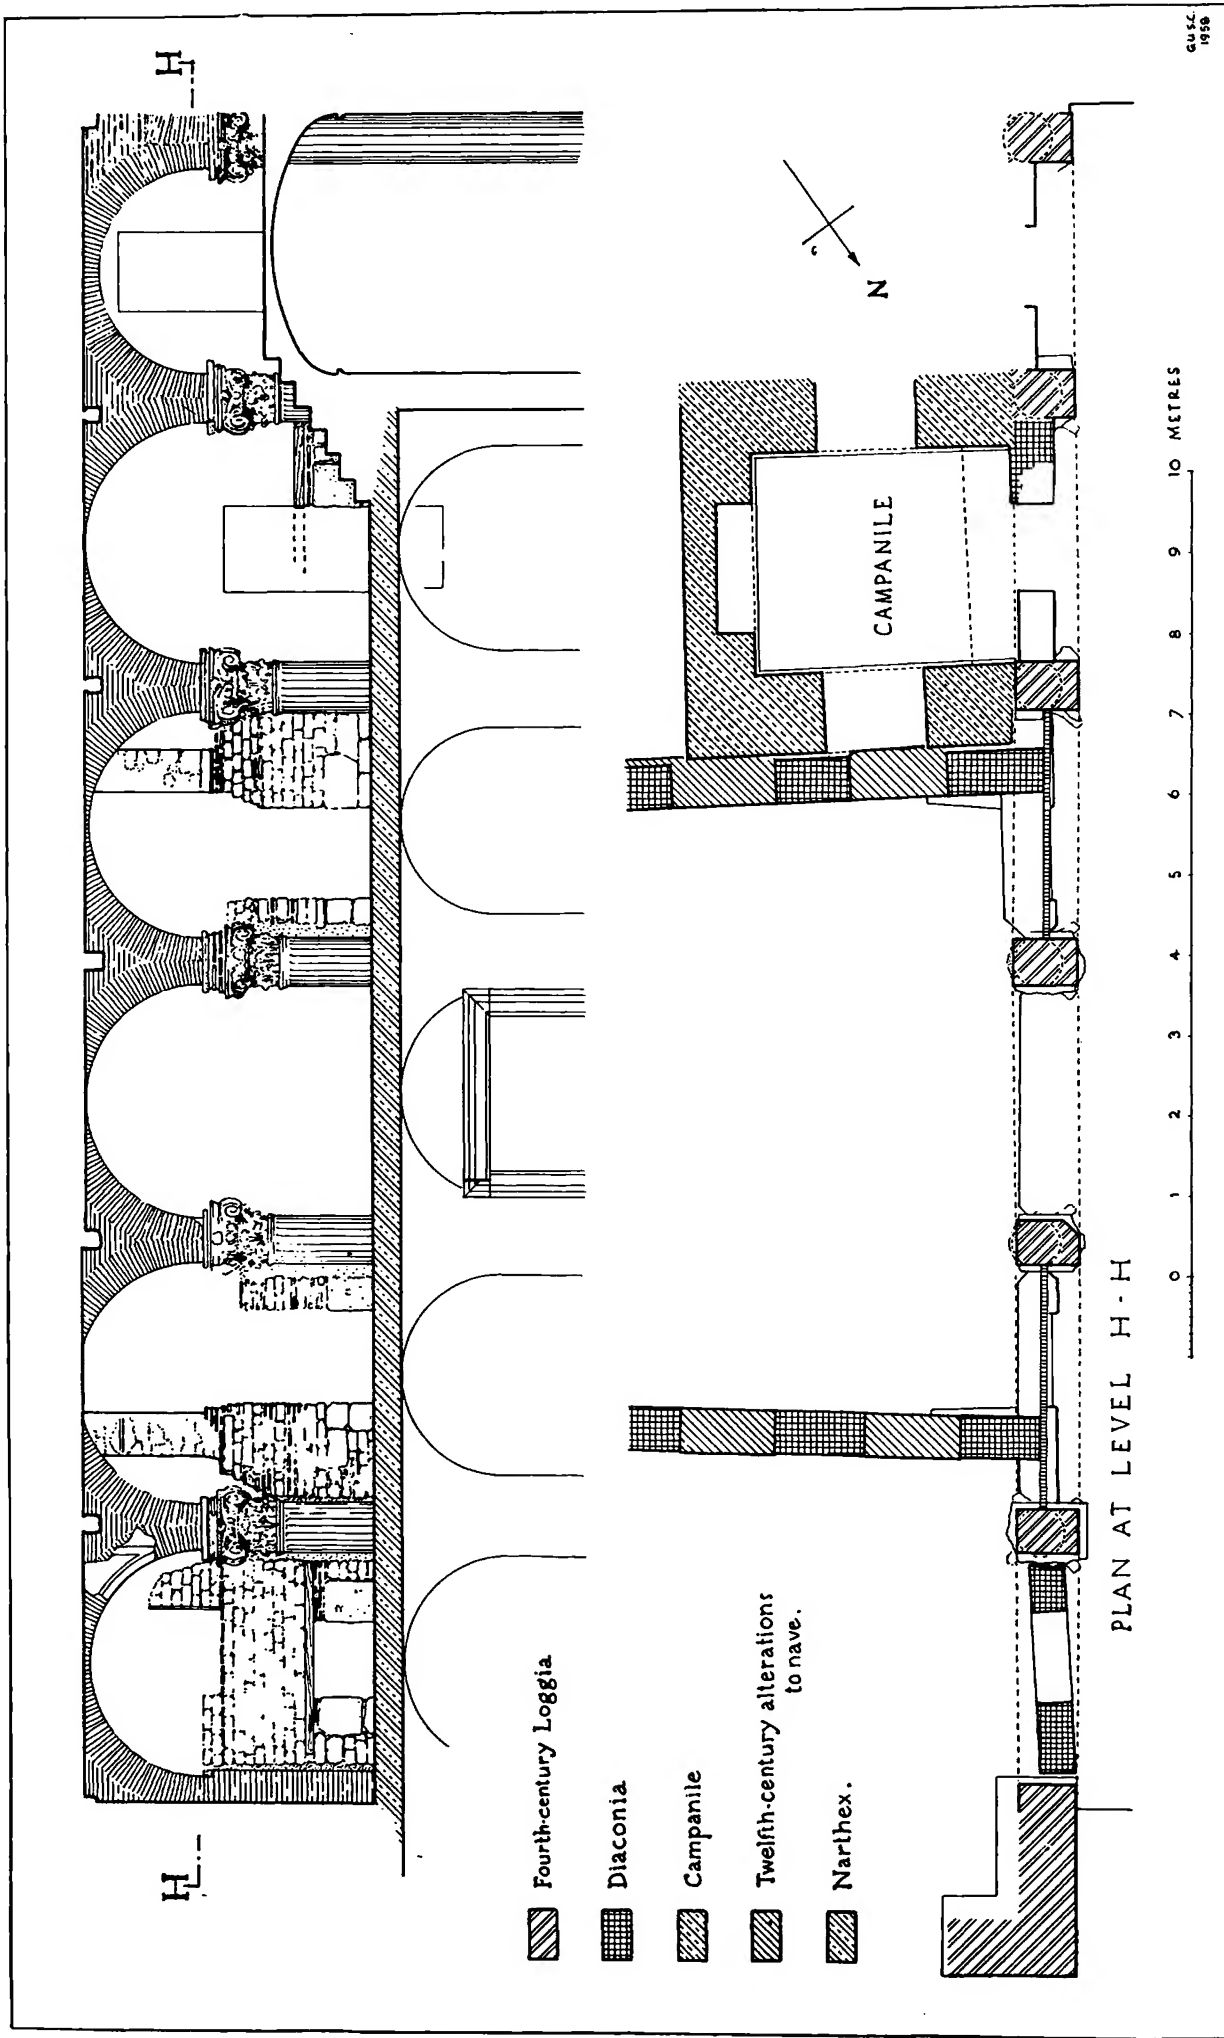 H
H
Fourth-century Loggia
Diaconia
Campanile
Twelfth-century alterations
to nave.
Narthex.
CAMPANILE
N
PLAN AT LEVEL H-H
0 1 2 3 4 5 6 7 8 9 10 METRES
G.U.S.C.
1958